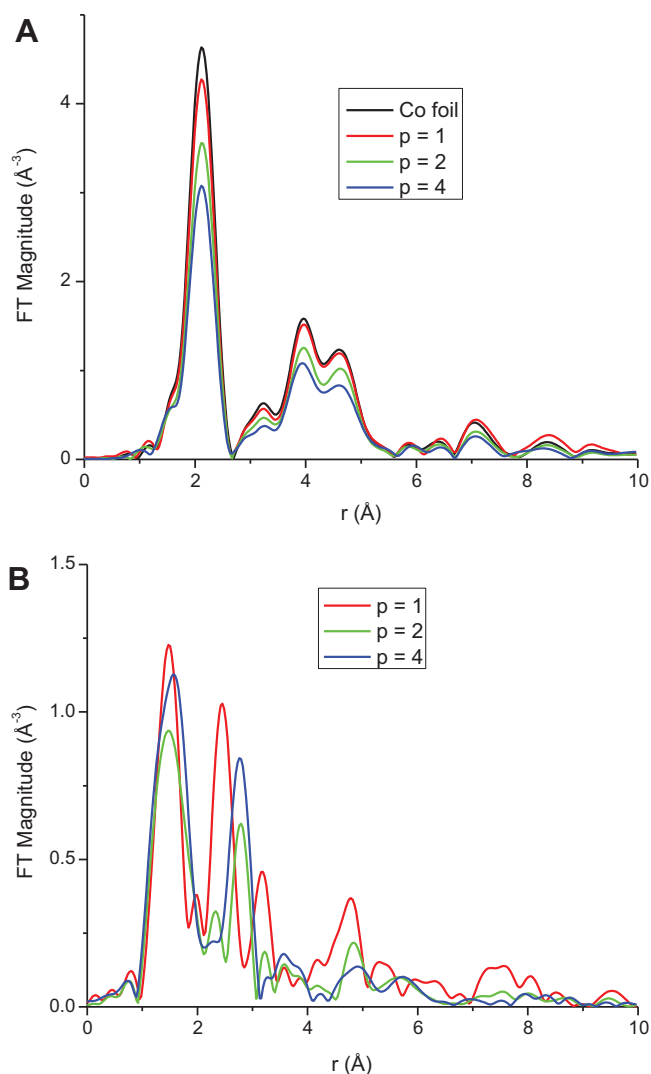 A
FT Magnitude (Å⁻³)
4
2
0
Co foil
p = 1
p = 2
p = 4
0 2 4 6 8 10
r (Å)
B
FT Magnitude (Å⁻³)
1.5
1.0
0.5
0.0
p = 1
p = 2
p = 4
0 2 4 6 8 10
r (Å)